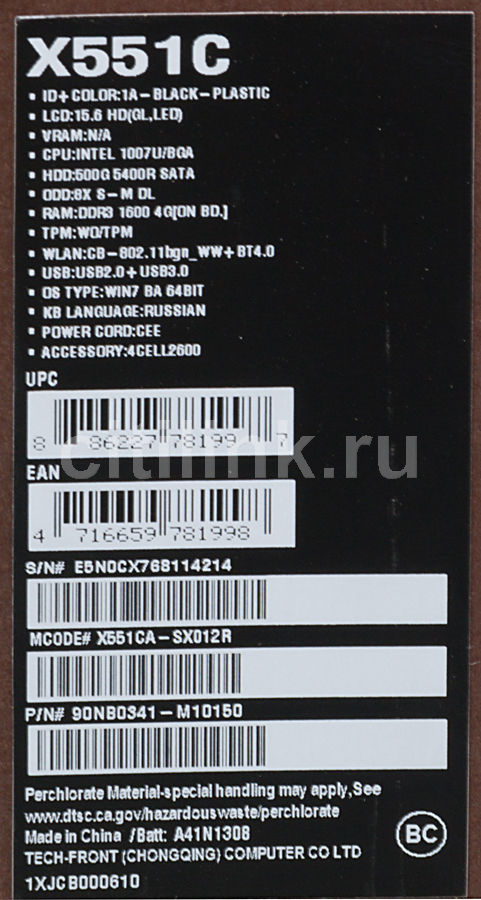 X551C
▪ ID+ COLOR:1A-BLACK-PLASTIC
▪ LCD:15.6 HD(GL,LED)
▪ VRAM:N/A
▪ CPU:INTEL 1007U/BGA
▪ HDD:500G 5400R SATA
▪ ODD:8X S-M DL
▪ RAM:DDR3 1600 4G[ON BD.]
▪ TPM:WO/TPM
▪ WLAN:CB-802.11bgn_WW+BT4.0
▪ USB:USB2.0+USB3.0
▪ OS TYPE:WIN7 BA 64BIT
▪ KB LANGUAGE:RUSSIAN
▪ POWER CORD:CEE
▪ ACCESSORY:4CELL2600
UPC
8 86227 78199 7
citilink.ru
EAN
4 716659 781998
S/N# E5N0CX768114214
MCODE# X551CA-SX012R
P/N# 90NB0341-M10150
Perchlorate Material-special handling may apply,See
www.dtsc.ca.gov/hazardouswaste/perchlorate
Made in China /Batt: A41N1308
BC
TECH-FRONT (CHONGQING) COMPUTER CO LTD
1XJCB000610